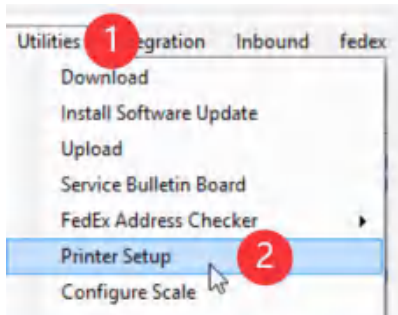 Utilities 1 egration Inbound fedex
Download
Install Software Update
Upload
Service Bulletin Board
FedEx Address Checker
Printer Setup 2
Configure Scale